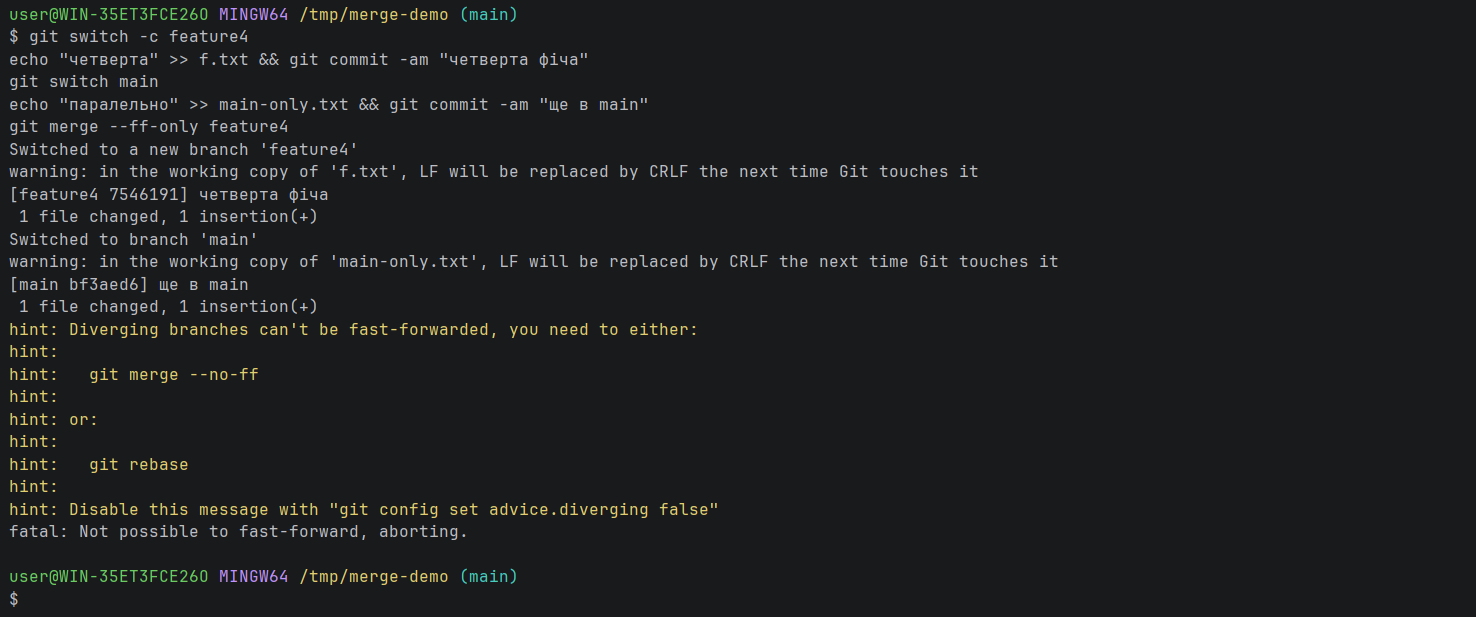 user@WIN-35ET3FCE26O MINGW64 /tmp/merge-demo (main)
$ git switch -c feature4
echo "четверта" >> f.txt && git commit -am "четверта фіча"
git switch main
echo "паралельно" >> main-only.txt && git commit -am "ще в main"
git merge --ff-only feature4
Switched to a new branch 'feature4'
warning: in the working copy of 'f.txt', LF will be replaced by CRLF the next time Git touches it
[feature4 7546191] четверта фіча
 1 file changed, 1 insertion(+)
Switched to branch 'main'
warning: in the working copy of 'main-only.txt', LF will be replaced by CRLF the next time Git touches it
[main bf3aed6] ще в main
 1 file changed, 1 insertion(+)
hint: Diverging branches can't be fast-forwarded, you need to either:
hint:
hint:   git merge --no-ff
hint:
hint: or:
hint:
hint:   git rebase
hint:
hint: Disable this message with "git config set advice.diverging false"
fatal: Not possible to fast-forward, aborting.
user@WIN-35ET3FCE26O MINGW64 /tmp/merge-demo (main)
$